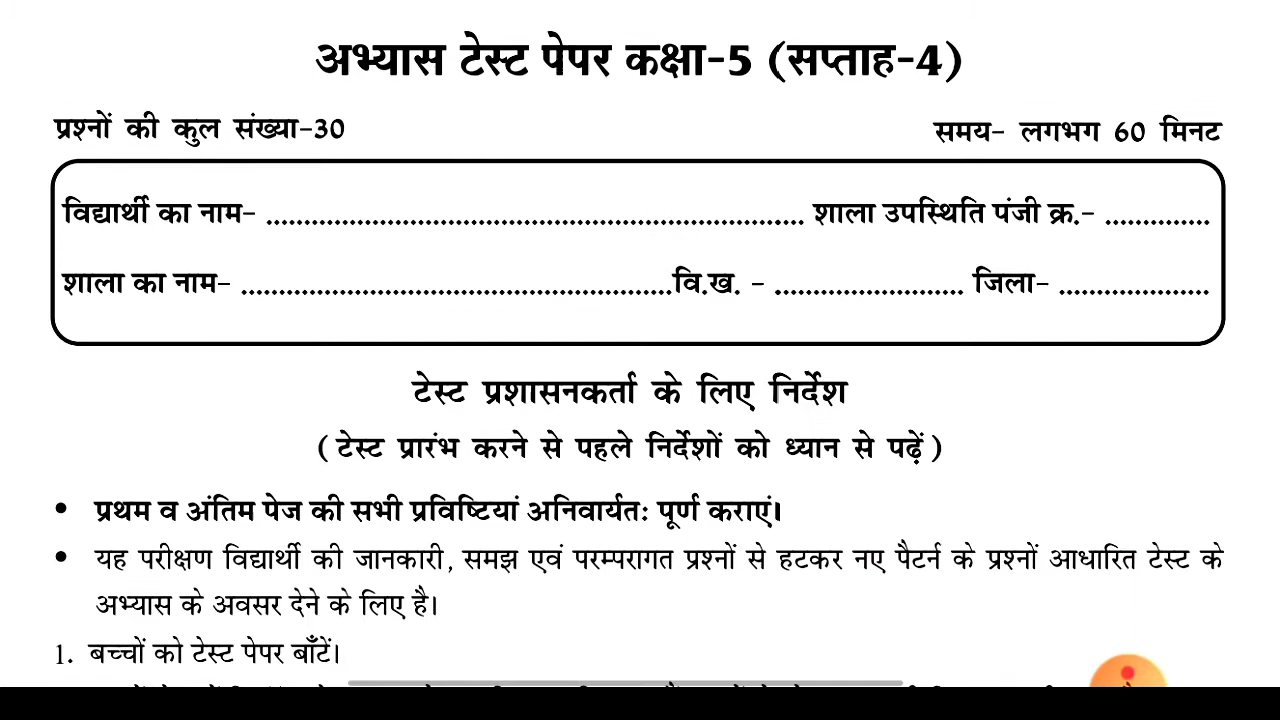 अभ्यास टेस्ट पेपर कक्षा-5 (सप्ताह-4)
प्रश्नों की कुल संख्या-30 समय- लगभग 60 मिनट
विद्यार्थी का नाम- ....................................................................... शाला उपस्थिति पंजी क्र.- ..............
शाला का नाम- .........................................................वि.ख. - ......................... जिला- ....................
टेस्ट प्रशासनकर्ता के लिए निर्देश
( टेस्ट प्रारंभ करने से पहले निर्देशों को ध्यान से पढ़ें )
• प्रथम व अंतिम पेज की सभी प्रविष्टियां अनिवार्यतः पूर्ण कराएं।
• यह परीक्षण विद्यार्थी की जानकारी, समझ एवं परम्परागत प्रश्नों से हटकर नए पैटर्न के प्रश्नों आधारित टेस्ट के
अभ्यास के अवसर देने के लिए है।
1. बच्चों को टेस्ट पेपर बाँटें।